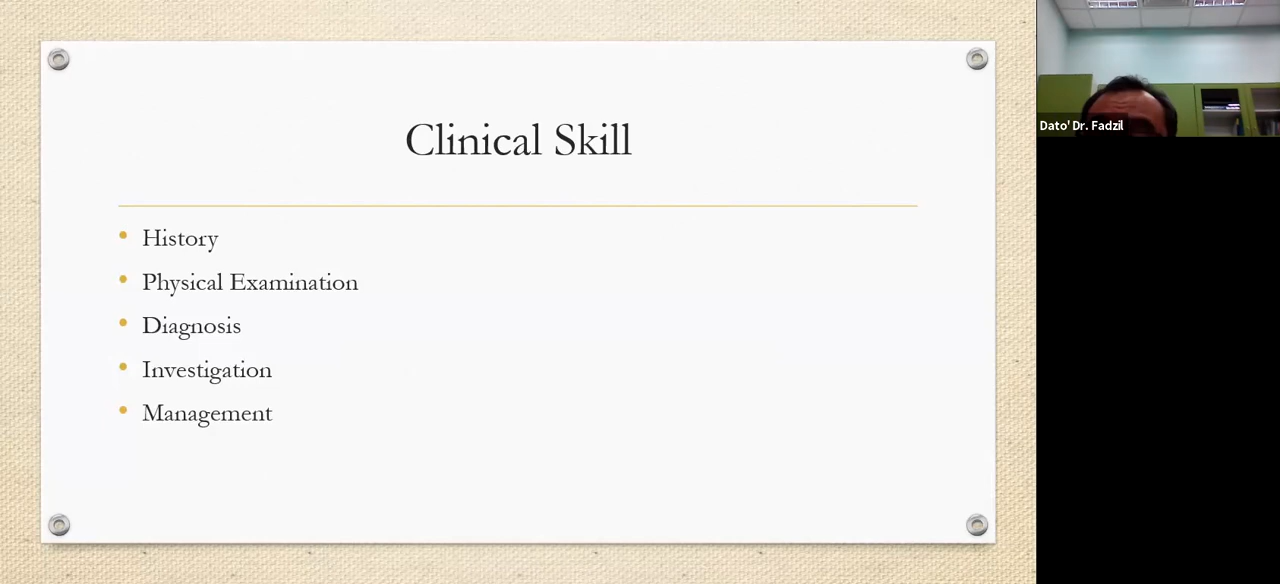 Clinical Skill
History
Physical Examination
Diagnosis
Investigation
Management
Dato' Dr. Fadzil